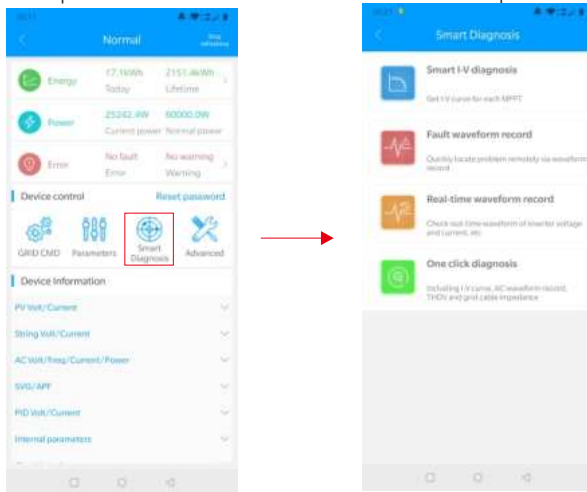 Normal
Stop refreshing
Energy
17.1kWh
2151.4kWh
Today
Lifetime
Power
25242.4W
60000.0W
Current power
Normal power
Error
No fault
No warning
Error
Warning
Device control
Reset password
GRID CMD
Parameters
Smart
Diagnosis
Advanced
Device Information
PV Volt/Current
String Volt/Current
AC Volt/Freq/Current/Power
SVG/APF
PID Volt/Current
Internal parameters
Smart Diagnosis
Smart I-V diagnosis
Get I-V curve for each MPPT
Fault waveform record
Quickly locate problem remotely via waveform
record
Real-time waveform record
Check real-time waveform of inverter voltage
and current, etc
One click diagnosis
Including I-V curve, AC waveform record,
THDV and grid cable impedance